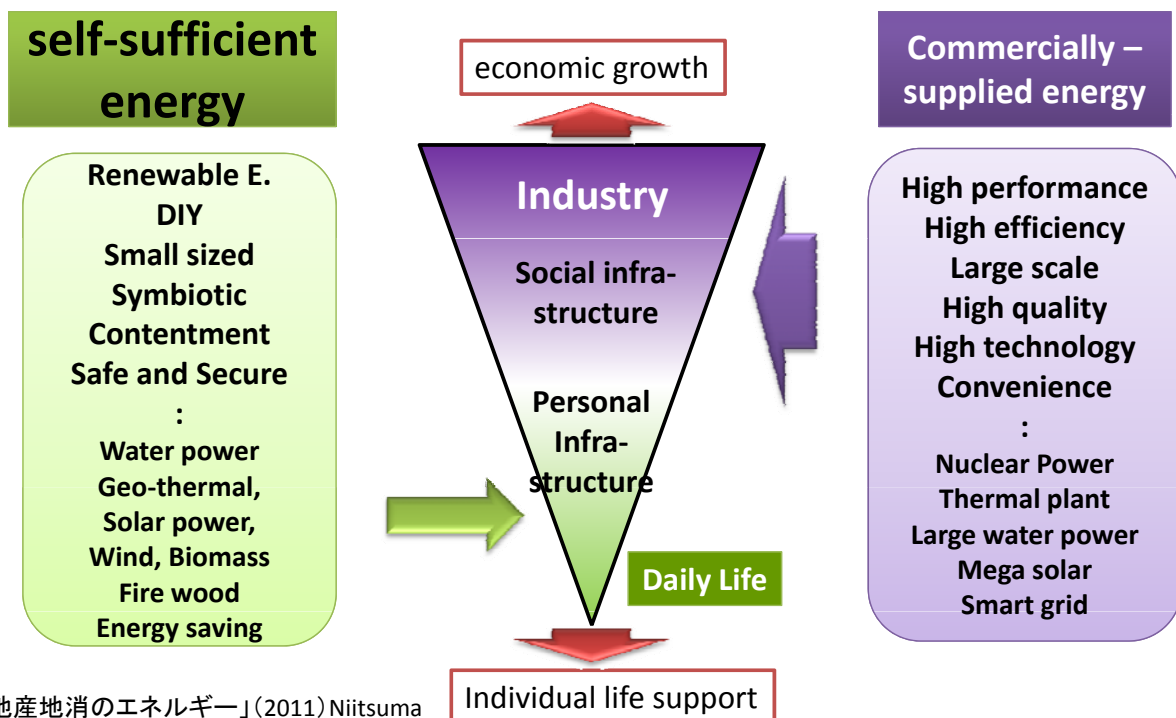 self-sufficient
energy
Renewable E.
DIY
Small sized
Symbiotic
Contentment
Safe and Secure
:
Water power
Geo-thermal,
Solar power,
Wind, Biomass
Fire wood
Energy saving
economic growth
Industry
Social infra-
structure
Personal
Infra-
structure
Daily Life
Individual life support
Commercially –
supplied energy
High performance
High efficiency
Large scale
High quality
High technology
Convenience
:
Nuclear Power
Thermal plant
Large water power
Mega solar
Smart grid
地産地消のエネルギー」(2011)Niitsuma